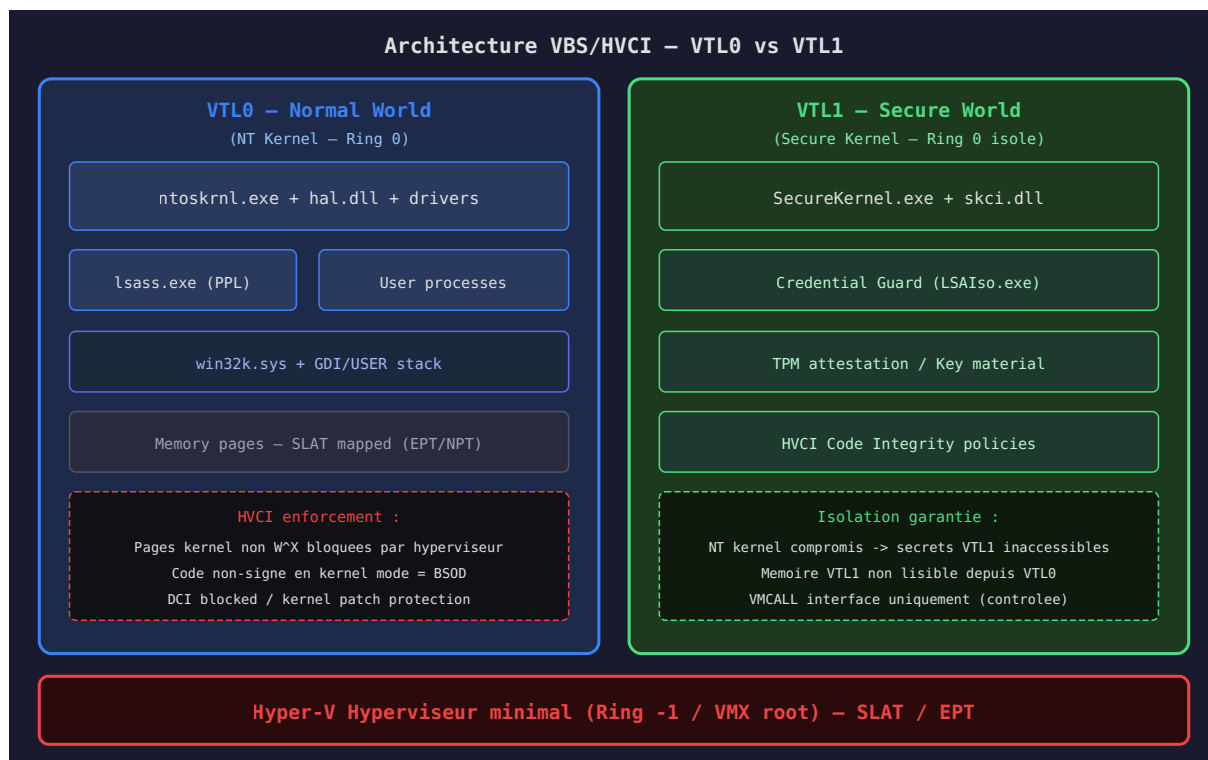 Architecture VBS/HVCI — VTL0 vs VTL1
VTL0 — Normal World
(NT Kernel — Ring 0)
ntoskrnl.exe + hal.dll + drivers
lsass.exe (PPL)
User processes
win32k.sys + GDI/USER stack
Memory pages — SLAT mapped (EPT/NPT)
HVCI enforcement :
Pages kernel non W^X bloquees par hyperviseur
Code non-signe en kernel mode = BSOD
DCI blocked / kernel patch protection
VTL1 — Secure World
(Secure Kernel — Ring 0 isole)
SecureKernel.exe + skci.dll
Credential Guard (LSAIso.exe)
TPM attestation / Key material
HVCI Code Integrity policies
Isolation garantie :
NT kernel compromis -> secrets VTL1 inaccessibles
Memoire VTL1 non lisible depuis VTL0
VMCALL interface uniquement (controlee)
Hyper-V Hyperviseur minimal (Ring -1 / VMX root) — SLAT / EPT